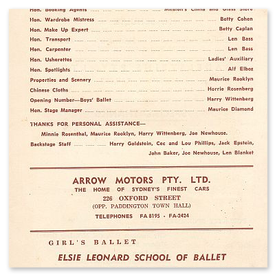 Hon. Booking Agents
Hon. Wardrobe Mistress Betty Cohen
Hon. Make Up Expert Betty Caplan
Hon. Transport Len Bass
Hon. Carpenter Len Bass
Hon. Usherettes Ladies' Auxiliary
Hon. Spotlights Alf Elboz
Properties and Scenery Maurice Rooklyn
Chinese Cloths Horrie Rosenberg
Opening Number—Boys' Ballet Harry Wittenberg
Hon. Stage Manager Maurice Diamond
THANKS FOR PERSONAL ASSISTANCE—
Minnie Rosenthal, Maurice Rooklyn, Harry Wittenberg, Joe Newhouse.
Backstage Staff Harry Goldstein, Cec and Lou Phillips, Jack Epstein,
John Baker, Joe Newhouse, Len Blanket
ARROW MOTORS PTY. LTD.
THE HOME OF SYDNEY'S FINEST CARS
226 OXFORD STREET
(OPP. PADDINGTON TOWN HALL)
TELEPHONES FA 8195 - FA-2424
GIRL'S BALLET
ELSIE LEONARD SCHOOL OF BALLET